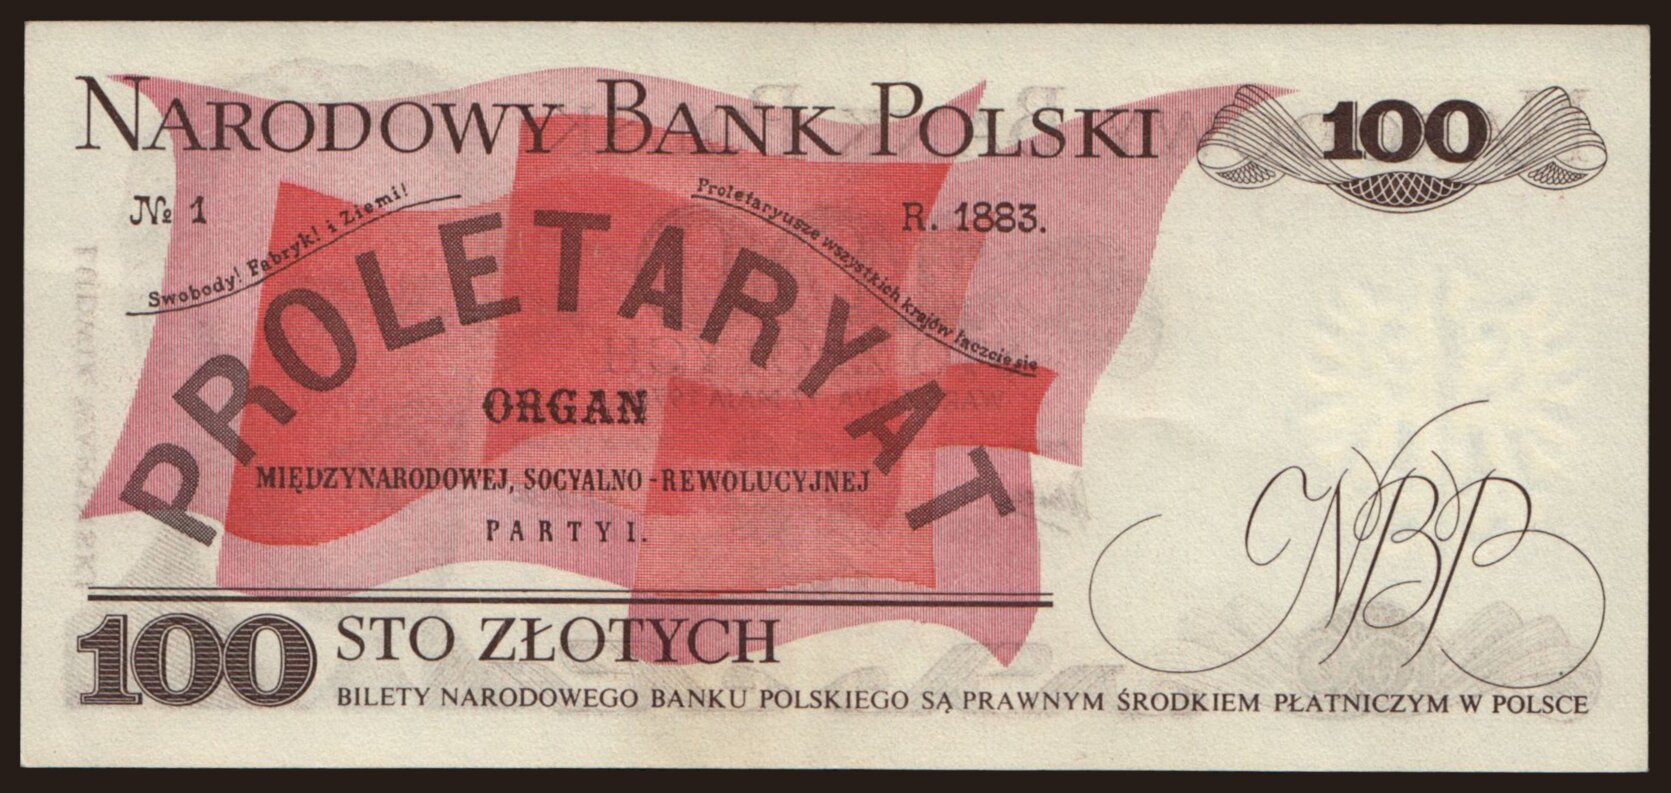 NARODOWY BANK POLSKI
100
№ 1
R. 1883.
Swobody! Fabryk! i Ziemi!
Proletaryusze wszystkich krajów łączcie się
PROLETARYAT
ORGAN
MIĘDZYNARODOWEJ, SOCYALNO-REWOLUCYJNEJ
PARTYI.
NBP
100
STO ZŁOTYCH
BILETY NARODOWEGO BANKU POLSKIEGO SĄ PRAWNYM ŚRODKIEM PŁATNICZYM W POLSCE